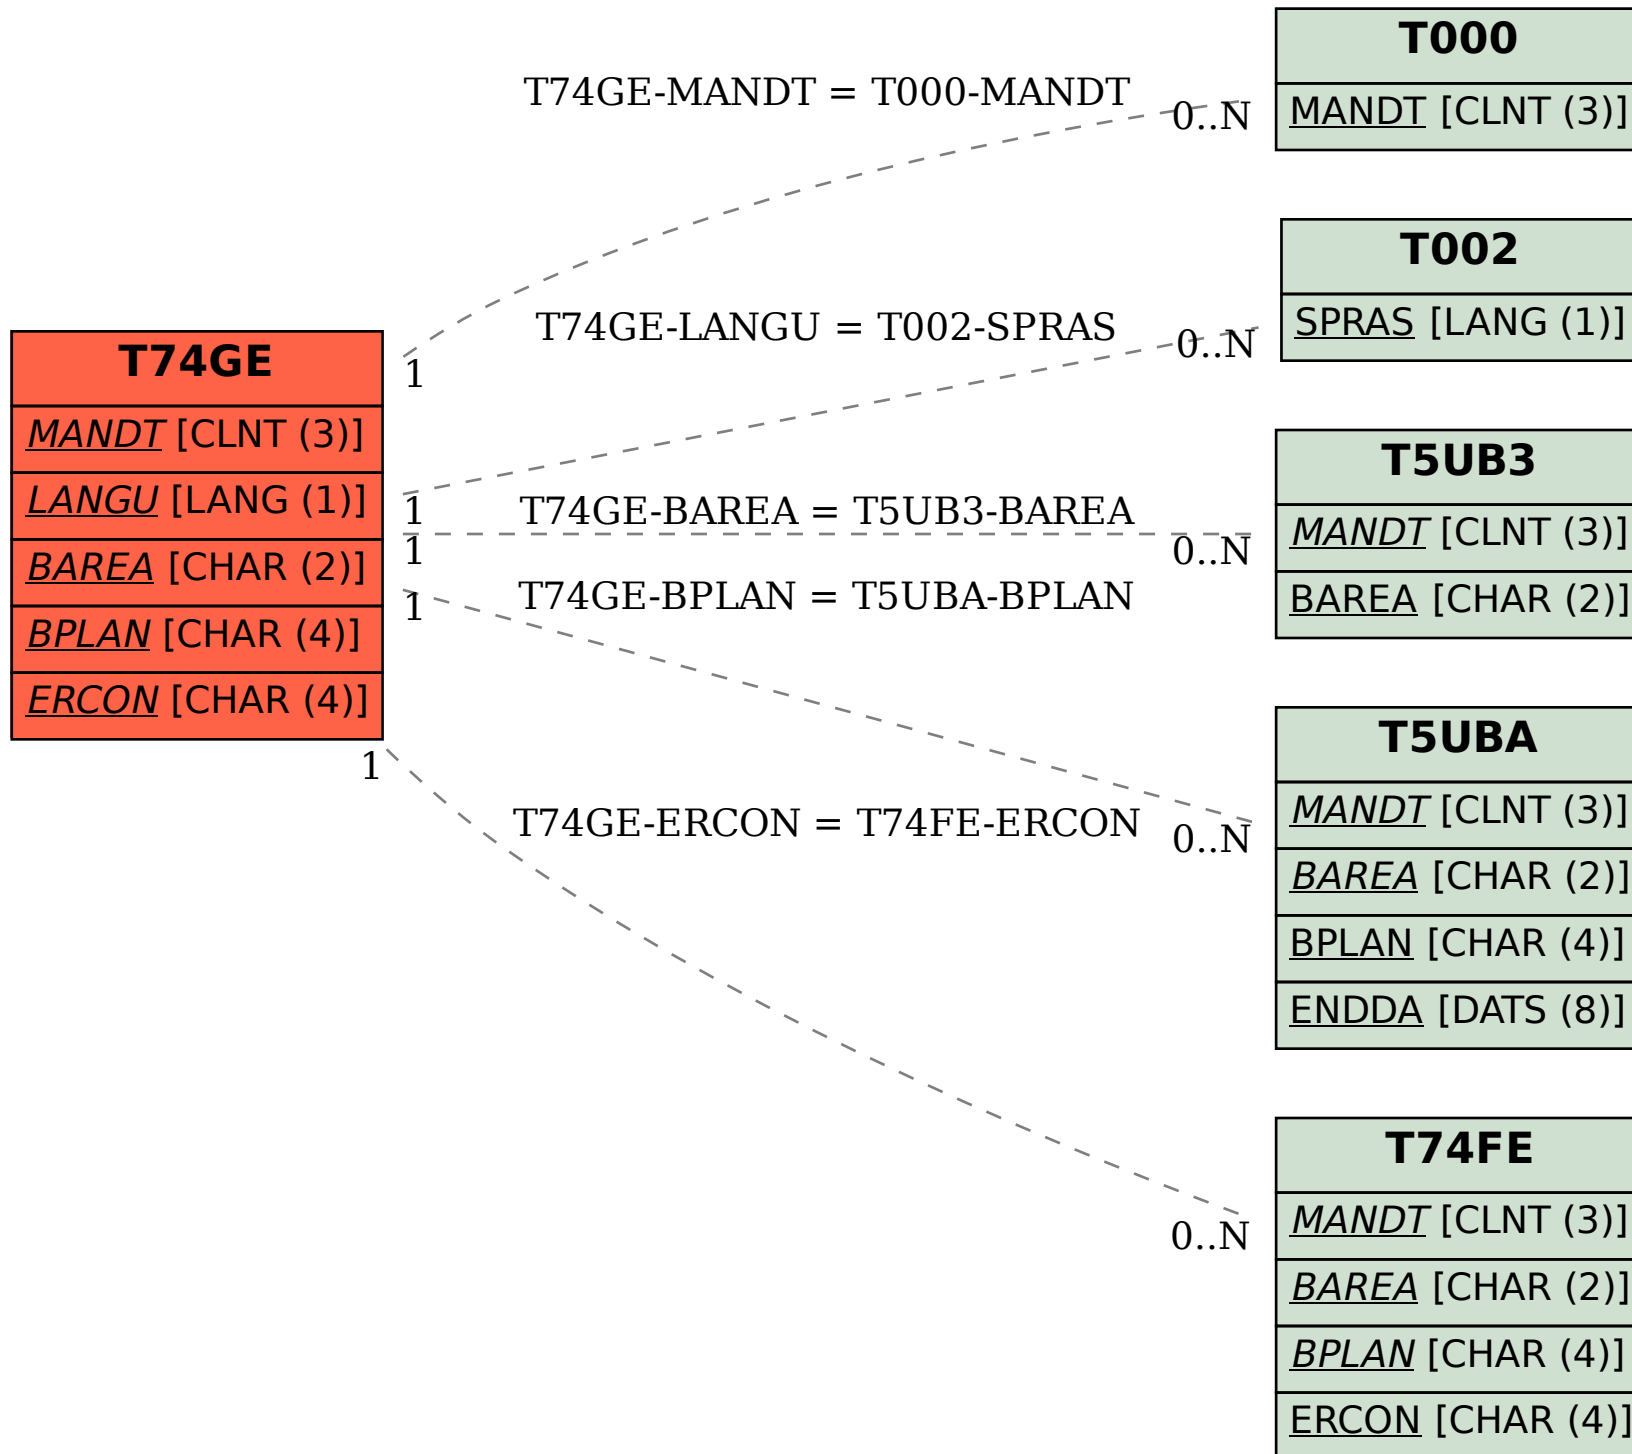 T74GE
MANDT [CLNT (3)]
LANGU [LANG (1)]
BAREA [CHAR (2)]
BPLAN [CHAR (4)]
ERCON [CHAR (4)]
T74GE-MANDT = T000-MANDT
1
0..N
T74GE-LANGU = T002-SPRAS
1
0..N
T74GE-BAREA = T5UB3-BAREA
1
0..N
T74GE-BPLAN = T5UBA-BPLAN
1
0..N
T74GE-ERCON = T74FE-ERCON
1
0..N
T000
MANDT [CLNT (3)]
T002
SPRAS [LANG (1)]
T5UB3
MANDT [CLNT (3)]
BAREA [CHAR (2)]
T5UBA
MANDT [CLNT (3)]
BAREA [CHAR (2)]
BPLAN [CHAR (4)]
ENDDA [DATS (8)]
T74FE
MANDT [CLNT (3)]
BAREA [CHAR (2)]
BPLAN [CHAR (4)]
ERCON [CHAR (4)]